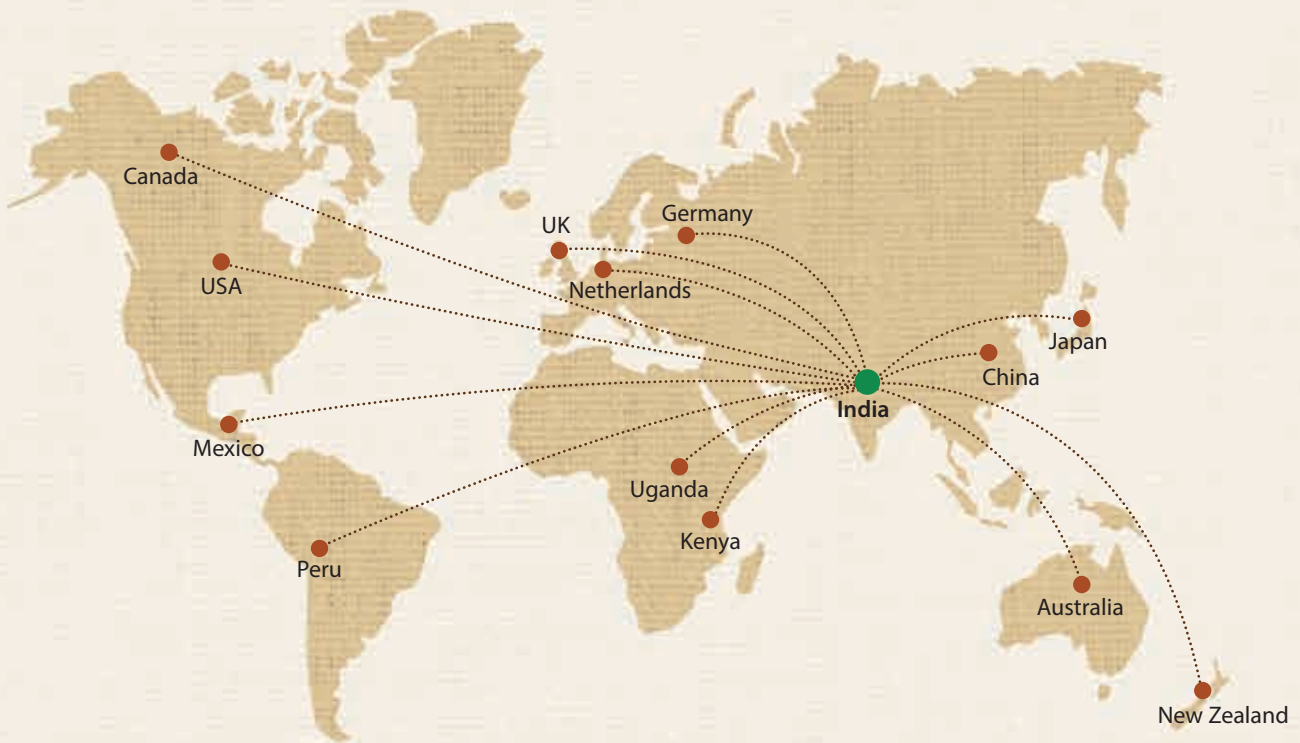 Canada
UK
Germany
USA
Netherlands
Japan
China
India
Mexico
Uganda
Kenya
Peru
Australia
New Zealand